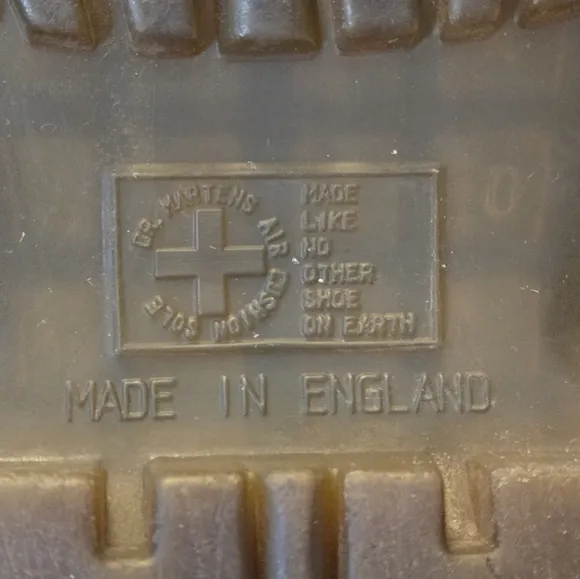 DR. MARTENS AIR CUSHION SOLE
MADE
LIKE
NO
OTHER
SHOE
ON EARTH
MADE IN ENGLAND